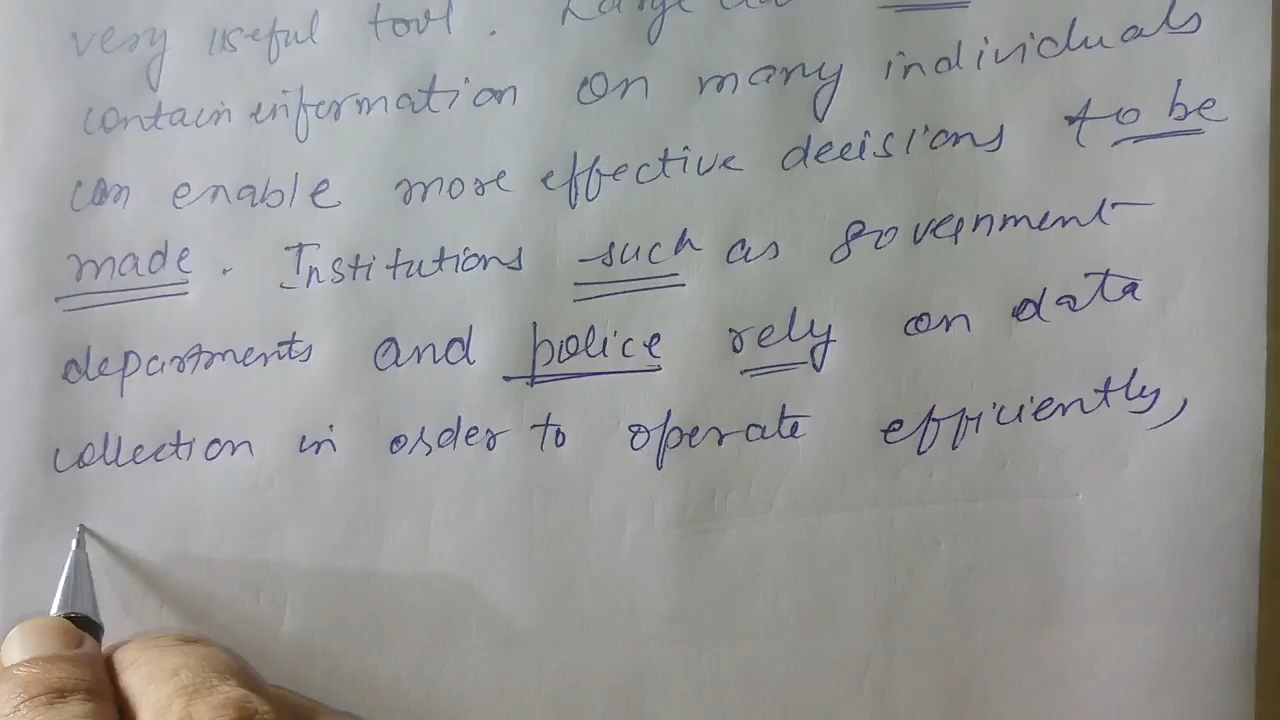 very useful tool. Large
contain information on many individuals
can enable more effective decisions to be
made. Institutions such as government
departments and police rely on data
collection in order to operate efficiently,